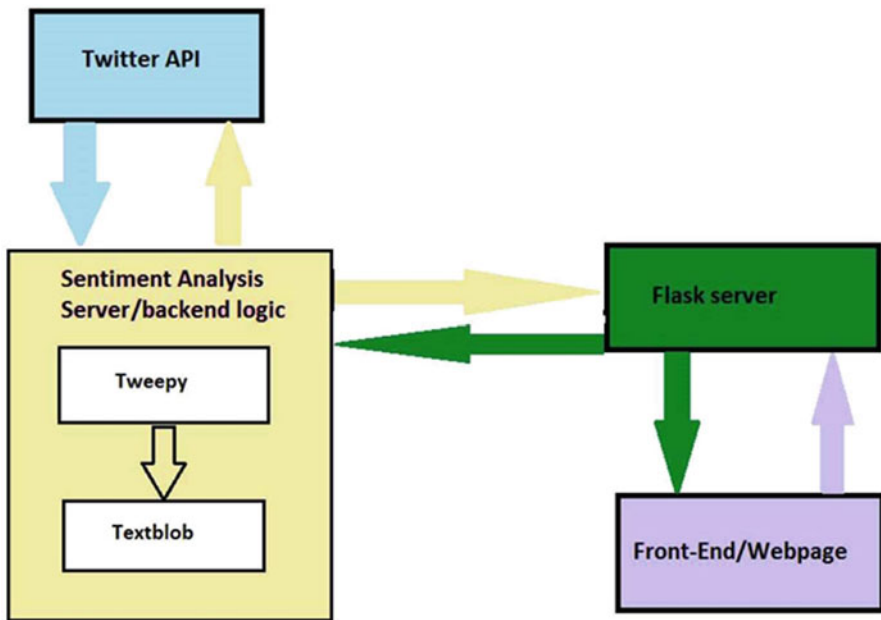 Twitter API
Sentiment Analysis
Server/backend logic
Tweepy
Textblob
Flask server
Front-End/Webpage